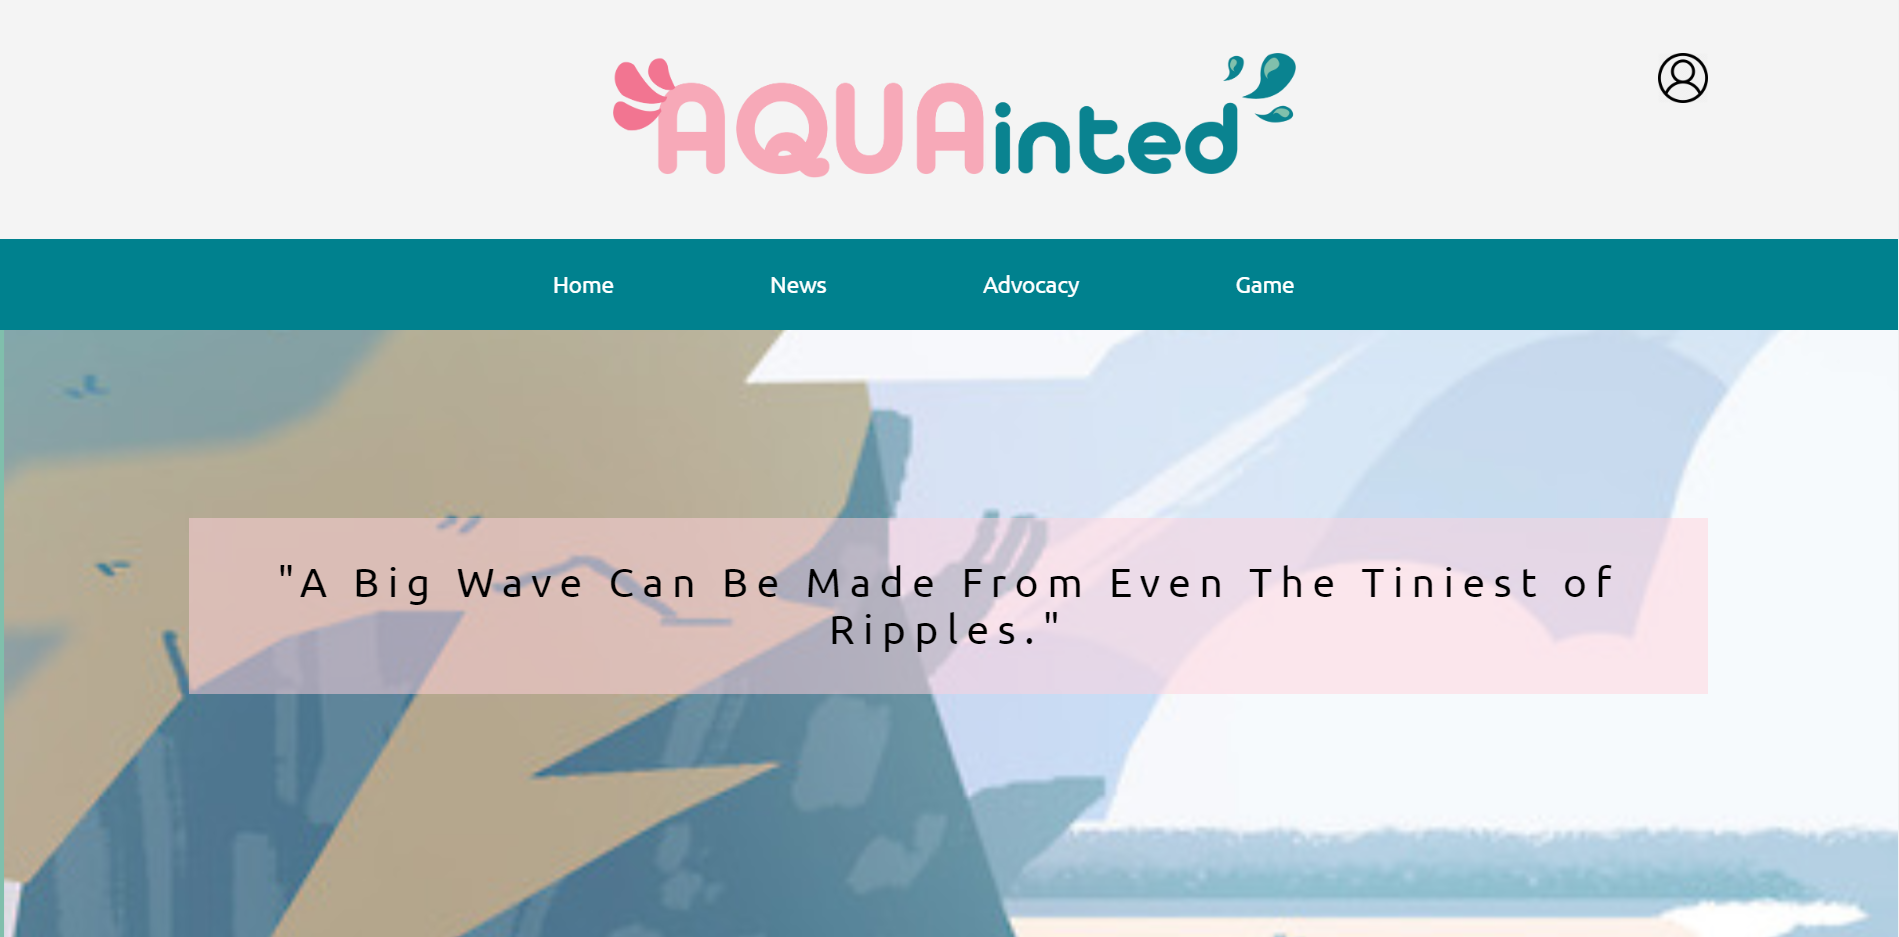 AQUAinted
Home News Advocacy Game
"A Big Wave Can Be Made From Even The Tiniest of
Ripples."